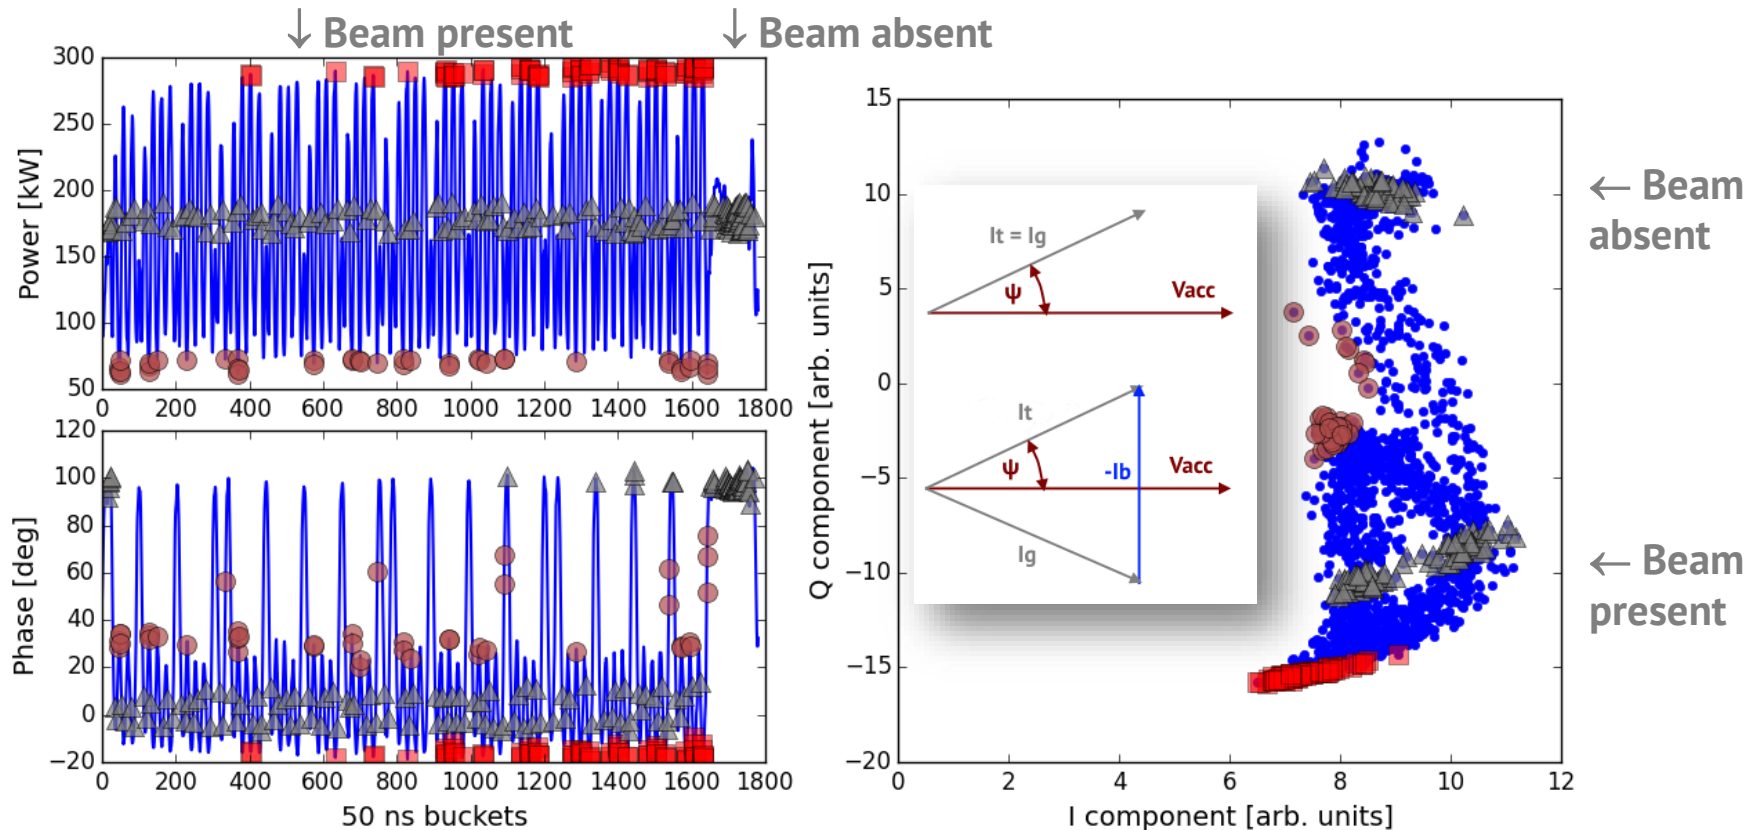 ↓ Beam present
↓ Beam absent
300
250
200
150
100
50
Power [kW]
0 200 400 600 800 1000 1200 1400 1600 1800
120
100
80
60
40
20
0
−20
Phase [deg]
0 200 400 600 800 1000 1200 1400 1600 1800
50 ns buckets
15
10
5
0
−5
−10
−15
−20
Q component [arb. units]
It = Ig
ψ
Vacc
It
ψ
-Ib
Vacc
Ig
0 2 4 6 8 10 12
I component [arb. units]
← Beam
absent
← Beam
present